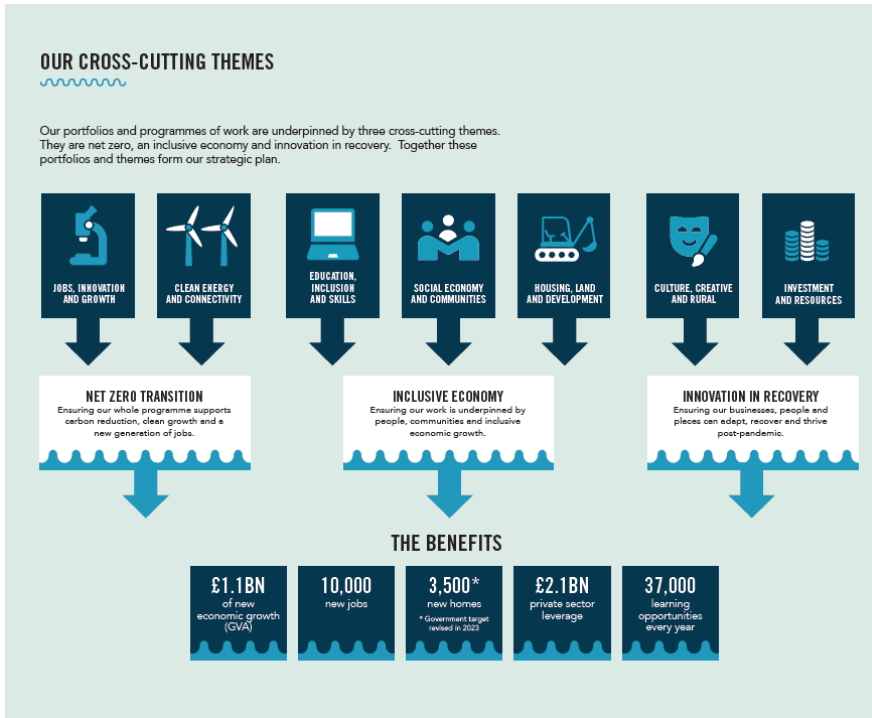 OUR CROSS-CUTTING THEMES
Our portfolios and programmes of work are underpinned by three cross-cutting themes.
They are net zero, an inclusive economy and innovation in recovery.  Together these
portfolios and themes form our strategic plan.
JOBS, INNOVATION
AND GROWTH
CLEAN ENERGY
AND CONNECTIVITY
EDUCATION,
INCLUSION
AND SKILLS
SOCIAL ECONOMY
AND COMMUNITIES
HOUSING, LAND
AND DEVELOPMENT
CULTURE, CREATIVE
AND RURAL
INVESTMENT
AND RESOURCES
NET ZERO TRANSITION
Ensuring our whole programme supports
carbon reduction, clean growth and a
new generation of jobs.
INCLUSIVE ECONOMY
Ensuring our work is underpinned by
people, communities and inclusive
economic growth.
INNOVATION IN RECOVERY
Ensuring our businesses, people and
places can adapt, recover and thrive
post-pandemic.
THE BENEFITS
£1.1BN
of new
economic growth
(GVA)
10,000
new jobs
3,500*
new homes
* Government target
revised in 2023
£2.1BN
private sector
leverage
37,000
learning
opportunities
every year